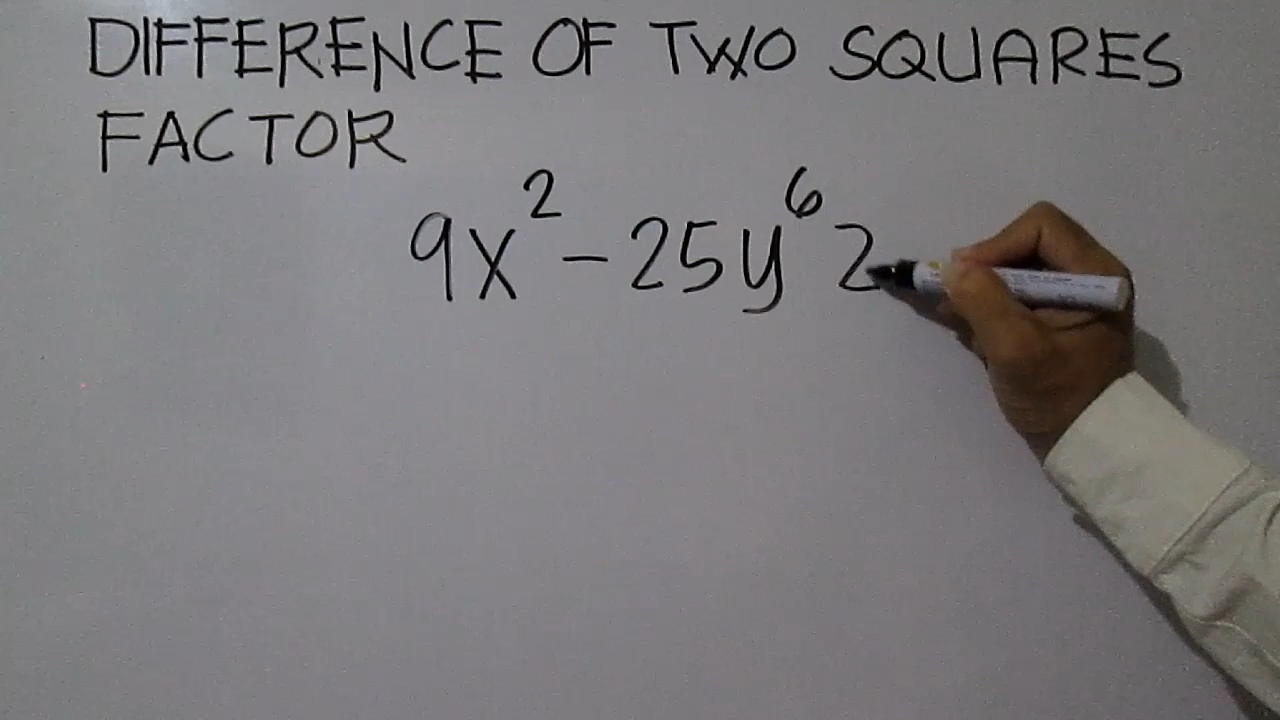 DIFFERENCE OF TWO SQUARES
FACTOR
9x² - 25y⁶z